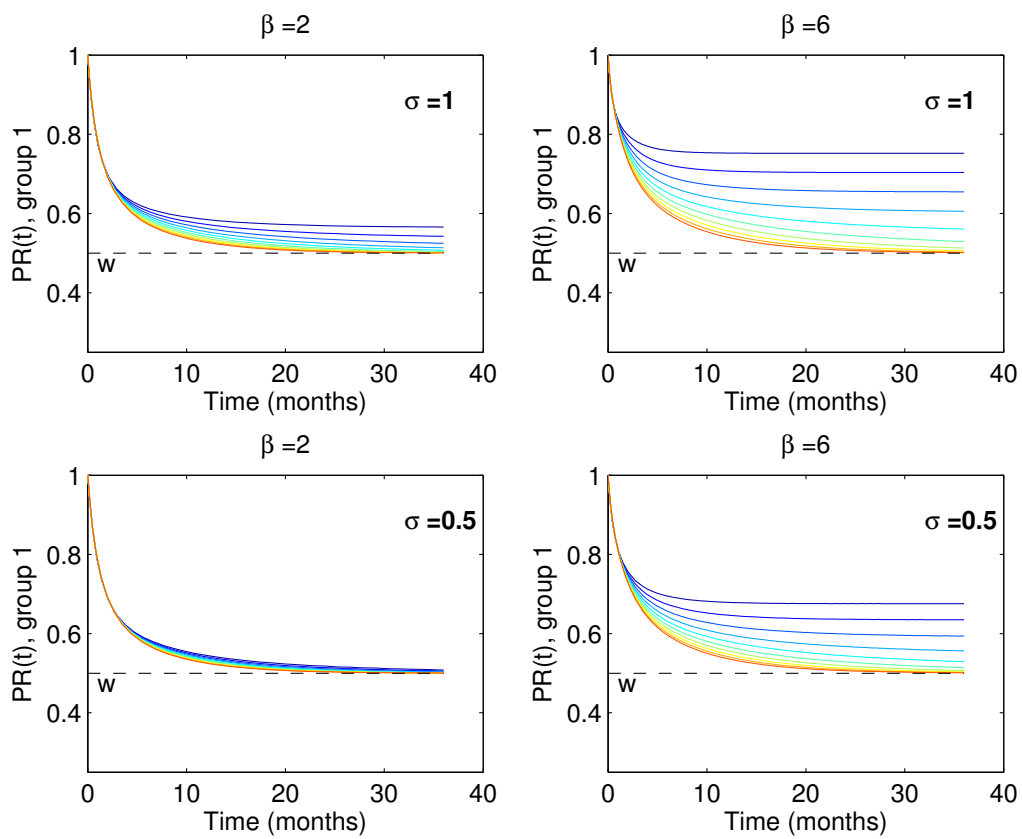 β =2
1
0.8
0.6
0.4
0 10 20 30 40
PR(t), group 1
Time (months)
σ =1
w
β =6
1
0.8
0.6
0.4
0 10 20 30 40
PR(t), group 1
Time (months)
σ =1
w
β =2
1
0.8
0.6
0.4
0 10 20 30 40
PR(t), group 1
Time (months)
σ =0.5
w
β =6
1
0.8
0.6
0.4
0 10 20 30 40
PR(t), group 1
Time (months)
σ =0.5
w